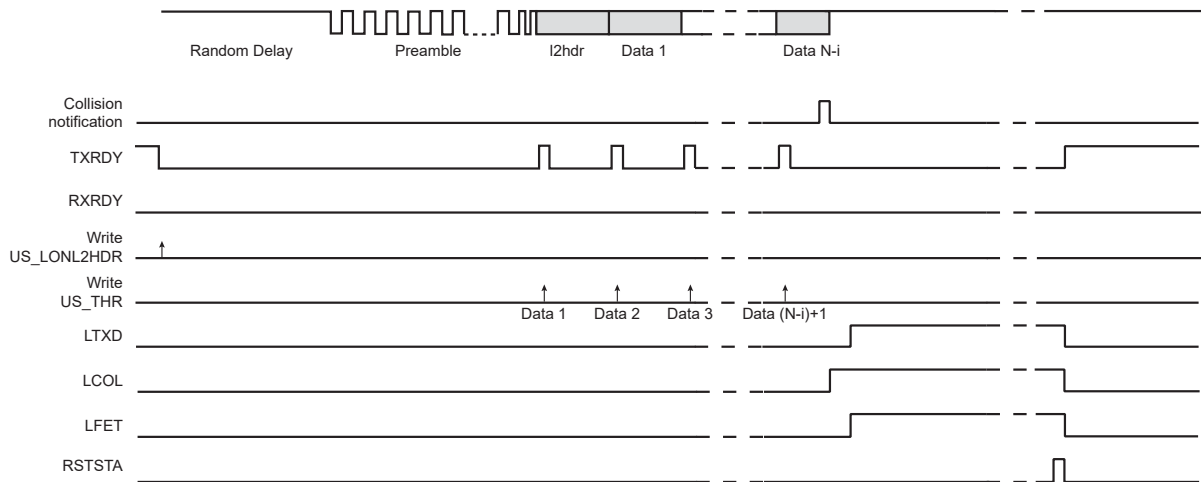 Random Delay Preamble l2hdr Data 1 Data N-i
Collision
notification
TXRDY
RXRDY
Write
US_LONL2HDR
Write
US_THR
Data 1 Data 2 Data 3 Data (N-i)+1
LTXD
LCOL
LFET
RSTSTA